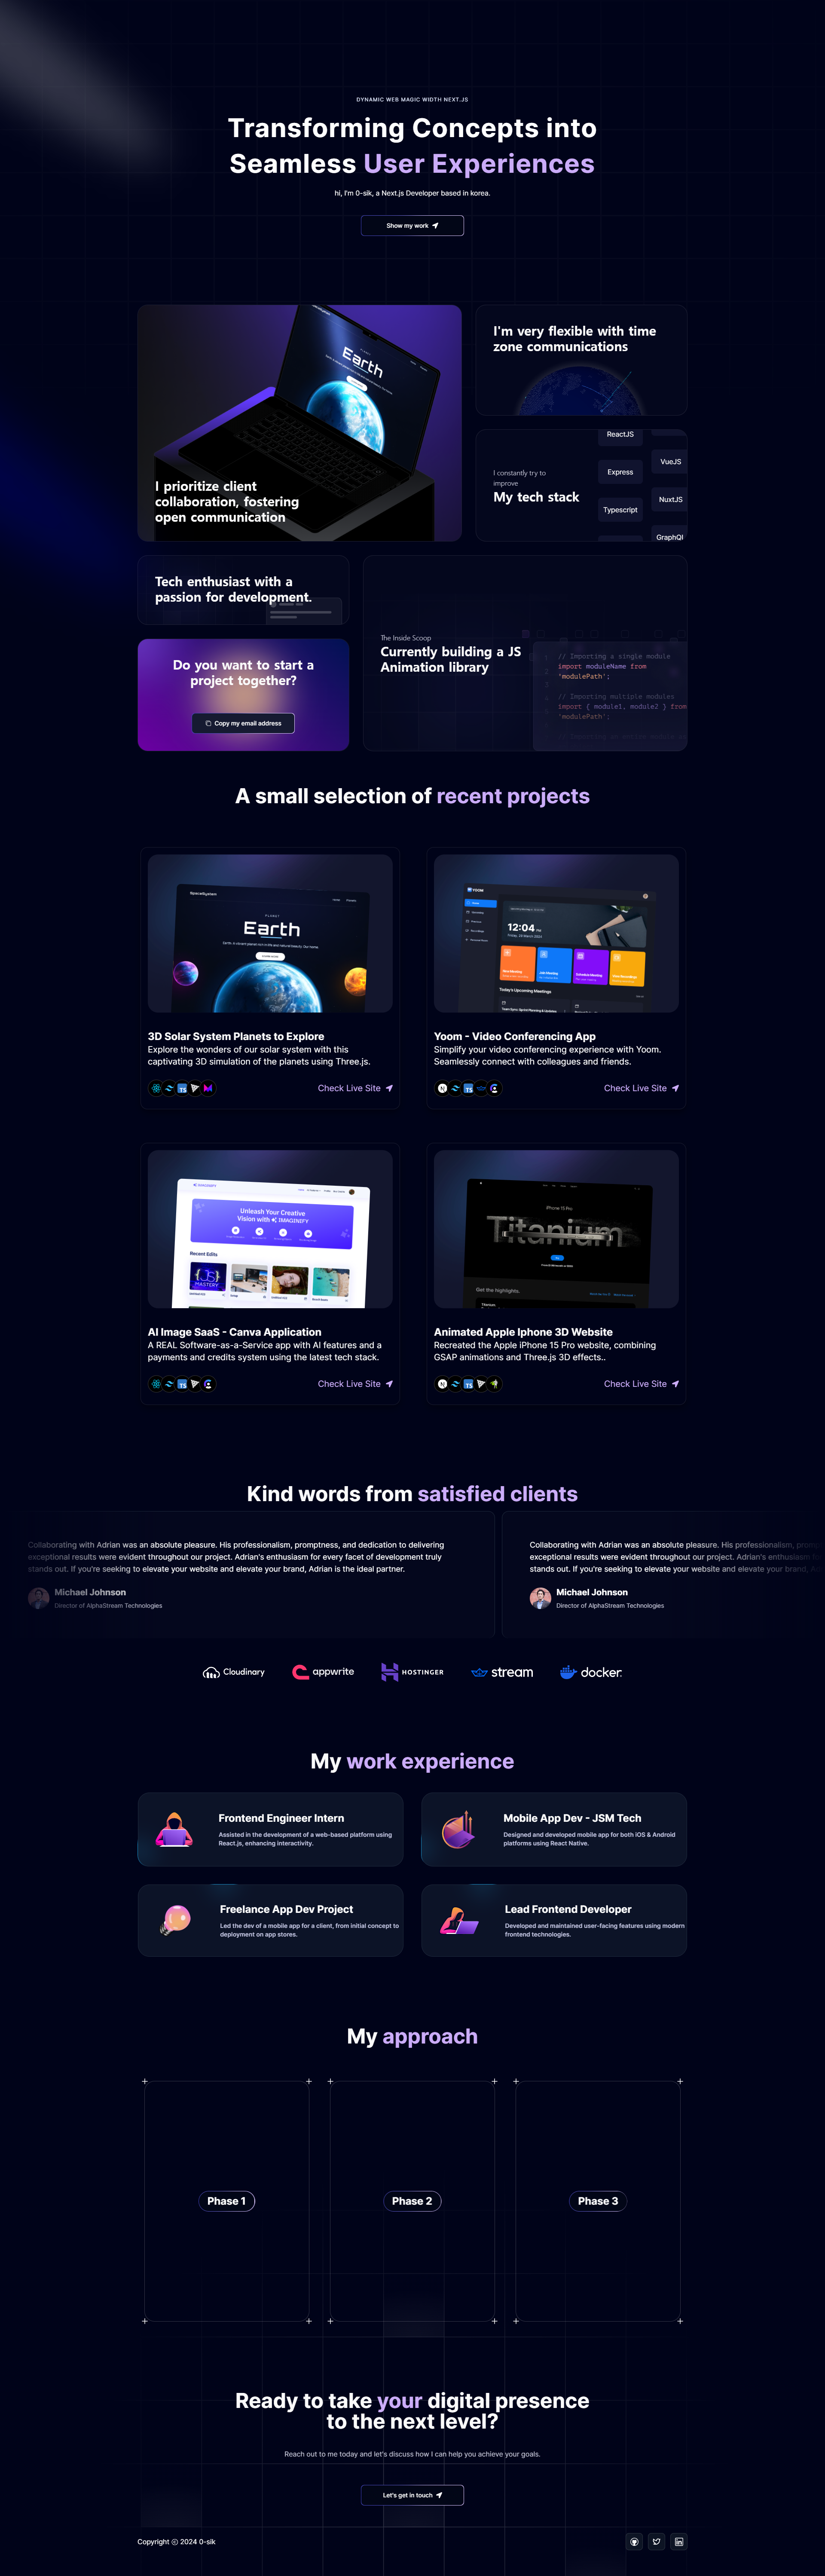 DYNAMIC WEB MAGIC WIDTH NEXT.JS
Transforming Concepts into
Seamless User Experiences
hi, I'm 0-sik, a Next.js Developer based in korea.
Show my work
Earth
I prioritize client
collaboration, fostering
open communication
I'm very flexible with time
zone communications
I constantly try to
improve
My tech stack
ReactJS
Express
Typescript
VueJS
NuxtJS
GraphQl
Tech enthusiast with a
passion for development.
Do you want to start a
project together?
Copy my email address
The Inside Scoop
Currently building a JS
Animation library
// Importing a single module
import moduleName from
'modulePath';
// Importing multiple modules
import { module1, module2 } from
'modulePath';
A small selection of recent projects
PLANET
Earth
3D Solar System Planets to Explore
Explore the wonders of our solar system with this
captivating 3D simulation of the planets using Three.js.
TS
Check Live Site
YOOM
12:04 PM
Friday, 29 March 2024
Today's Upcoming Meetings
Yoom - Video Conferencing App
Simplify your video conferencing experience with Yoom.
Seamlessly connect with colleagues and friends.
N
TS
Check Live Site
IMAGINIFY
Unleash Your Creative
Vision with IMAGINIFY
Recent Edits
{JS}
MASTERY
AI Image SaaS - Canva Application
A REAL Software-as-a-Service app with AI features and a
payments and credits system using the latest tech stack.
TS
Check Live Site
iPhone 15 Pro
Titanium
Get the highlights.
Animated Apple Iphone 3D Website
Recreated the Apple iPhone 15 Pro website, combining
GSAP animations and Three.js 3D effects..
N
TS
Check Live Site
Kind words from satisfied clients
Collaborating with Adrian was an absolute pleasure. His professionalism, promptness, and dedication to delivering
exceptional results were evident throughout our project. Adrian's enthusiasm for every facet of development truly
stands out. If you're seeking to elevate your website and elevate your brand, Adrian is the ideal partner.
Michael Johnson
Director of AlphaStream Technologies
Collaborating with Adrian was an absolute pleasure. His professionalism,
exceptional results were evident throughout our project. Adrian's enthusiasm
stands out. If you're seeking to elevate your website and elevate your brand,
Michael Johnson
Director of AlphaStream Technologies
Cloudinary
appwrite
HOSTINGER
stream
docker
My work experience
Frontend Engineer Intern
Assisted in the development of a web-based platform using
React.js, enhancing interactivity.
Mobile App Dev - JSM Tech
Designed and developed mobile app for both iOS & Android
platforms using React Native.
Freelance App Dev Project
Led the dev of a mobile app for a client, from initial concept to
deployment on app stores.
Lead Frontend Developer
Developed and maintained user-facing features using modern
frontend technologies.
My approach
Phase 1
Phase 2
Phase 3
Ready to take your digital presence
to the next level?
Reach out to me today and let's discuss how I can help you achieve your goals.
Let's get in touch
Copyright ⓒ 2024 0-sik